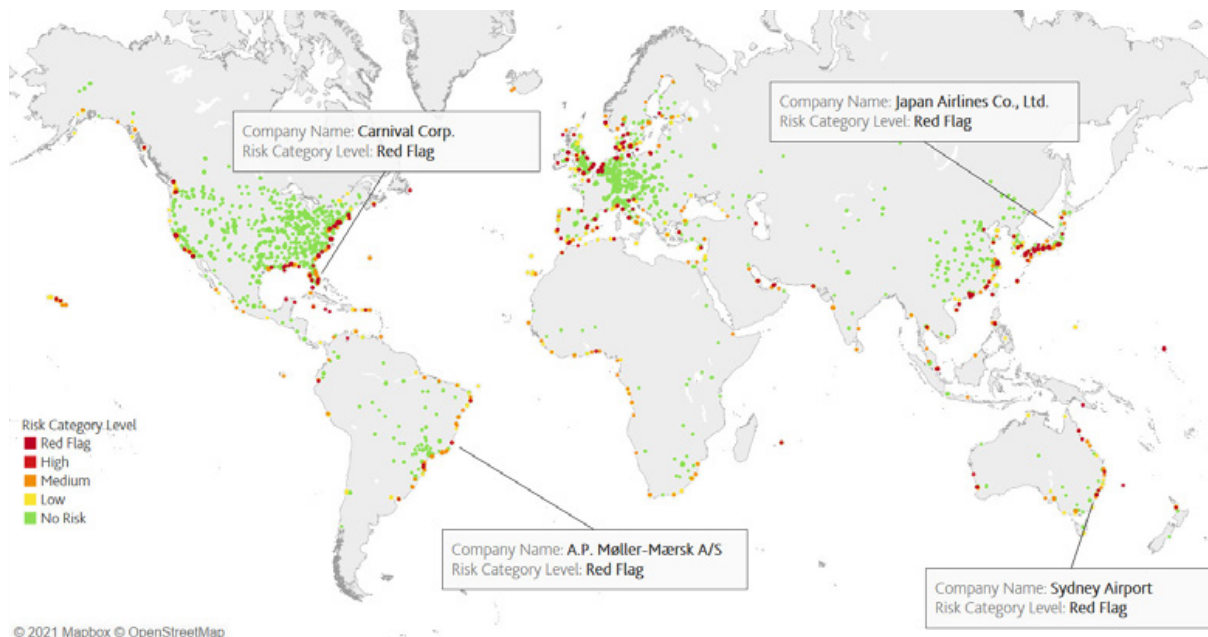 Company Name: Carnival Corp.
Risk Category Level: Red Flag
Company Name: Japan Airlines Co., Ltd.
Risk Category Level: Red Flag
Risk Category Level
Red Flag
High
Medium
Low
No Risk
Company Name: A.P. Møller-Mærsk A/S
Risk Category Level: Red Flag
Company Name: Sydney Airport
Risk Category Level: Red Flag
© 2021 Mapbox © OpenStreetMap